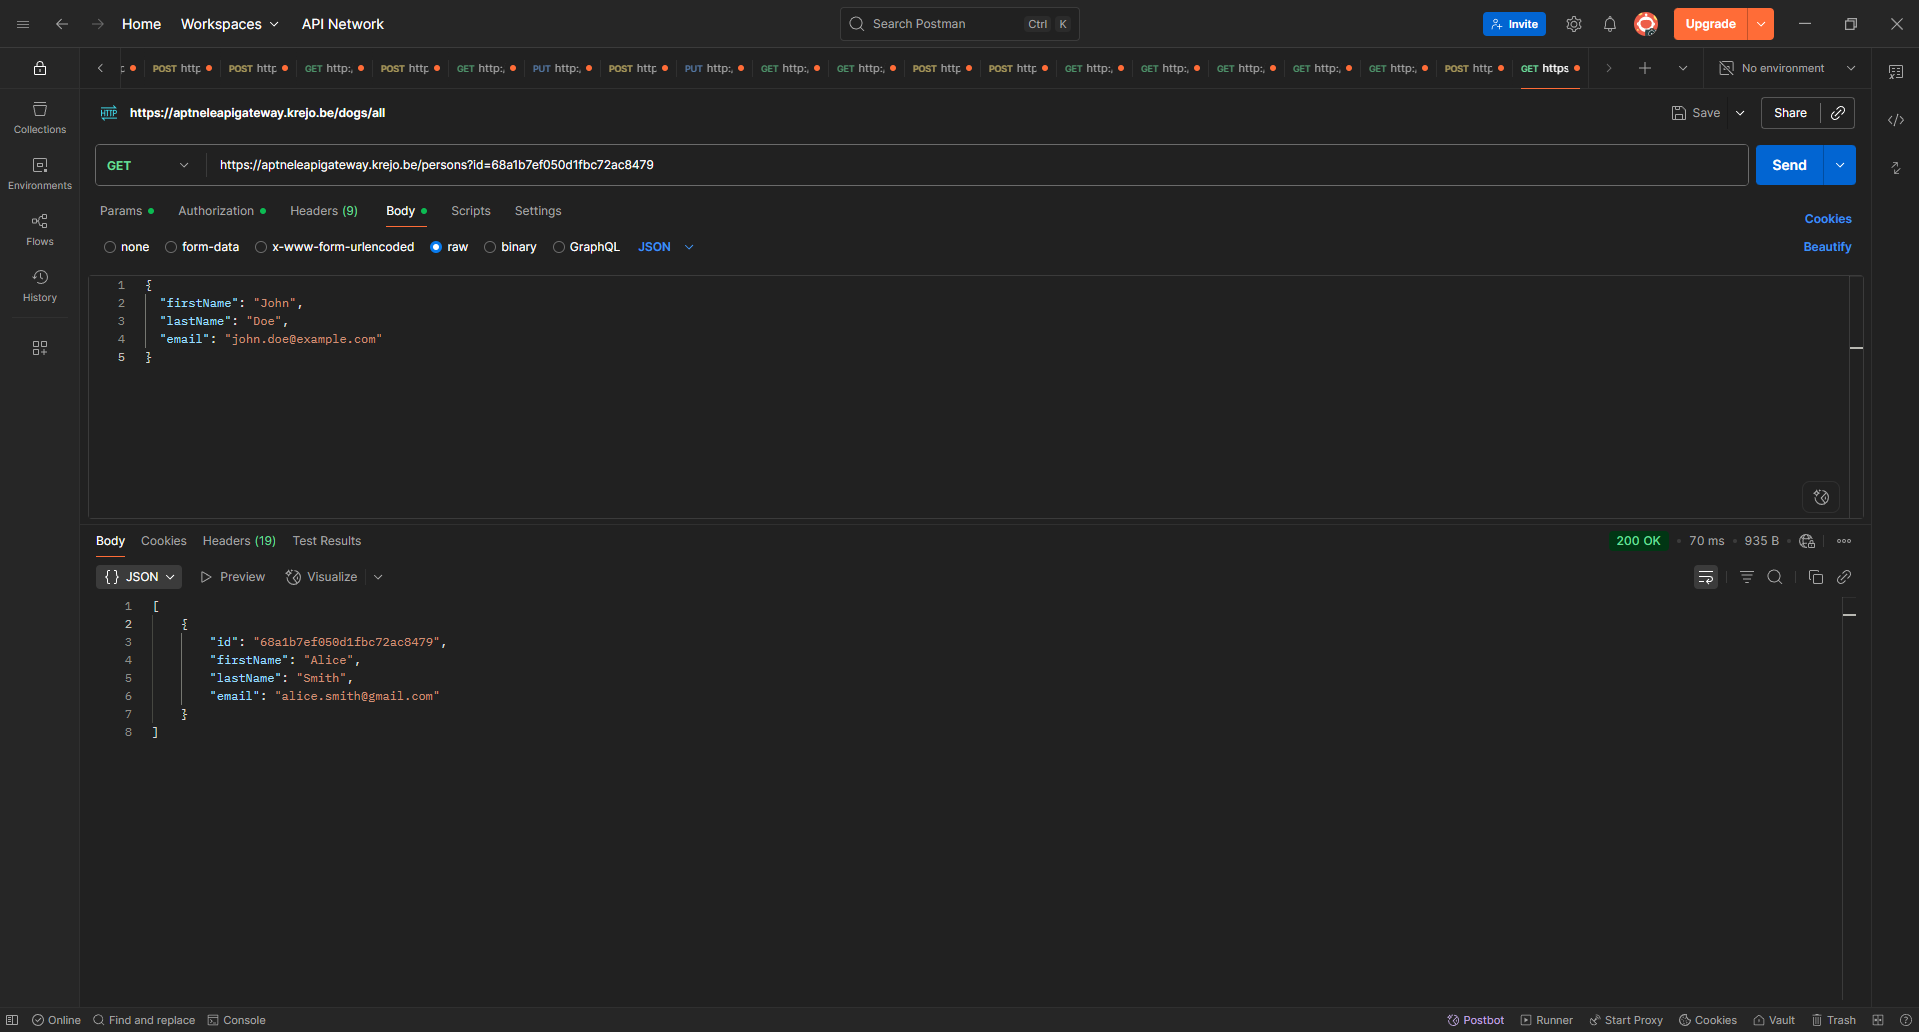 Home Workspaces API Network Search Postman Ctrl K Invite Upgrade
POST http POST http GET http: POST http GET http: PUT http: POST http PUT http: GET http: GET http: POST http POST http GET http: GET http: GET http: GET http: GET http: POST http GET https No environment
HTTP https://aptneleapigateway.krejo.be/dogs/all Save Share
GET https://aptneleapigateway.krejo.be/persons?id=68a1b7ef050d1fbc72ac8479 Send
Params Authorization Headers (9) Body Scripts Settings Cookies
none form-data x-www-form-urlencoded raw binary GraphQL JSON Beautify
Collections
Environments
Flows
History
1 {
2 "firstName": "John",
3 "lastName": "Doe",
4 "email": "john.doe@example.com"
5 }
Body Cookies Headers (19) Test Results 200 OK 70 ms 935 B
{} JSON Preview Visualize
1 [
2 {
3 "id": "68a1b7ef050d1fbc72ac8479",
4 "firstName": "Alice",
5 "lastName": "Smith",
6 "email": "alice.smith@gmail.com"
7 }
8 ]
Online Find and replace Console Postbot Runner Start Proxy Cookies Vault Trash